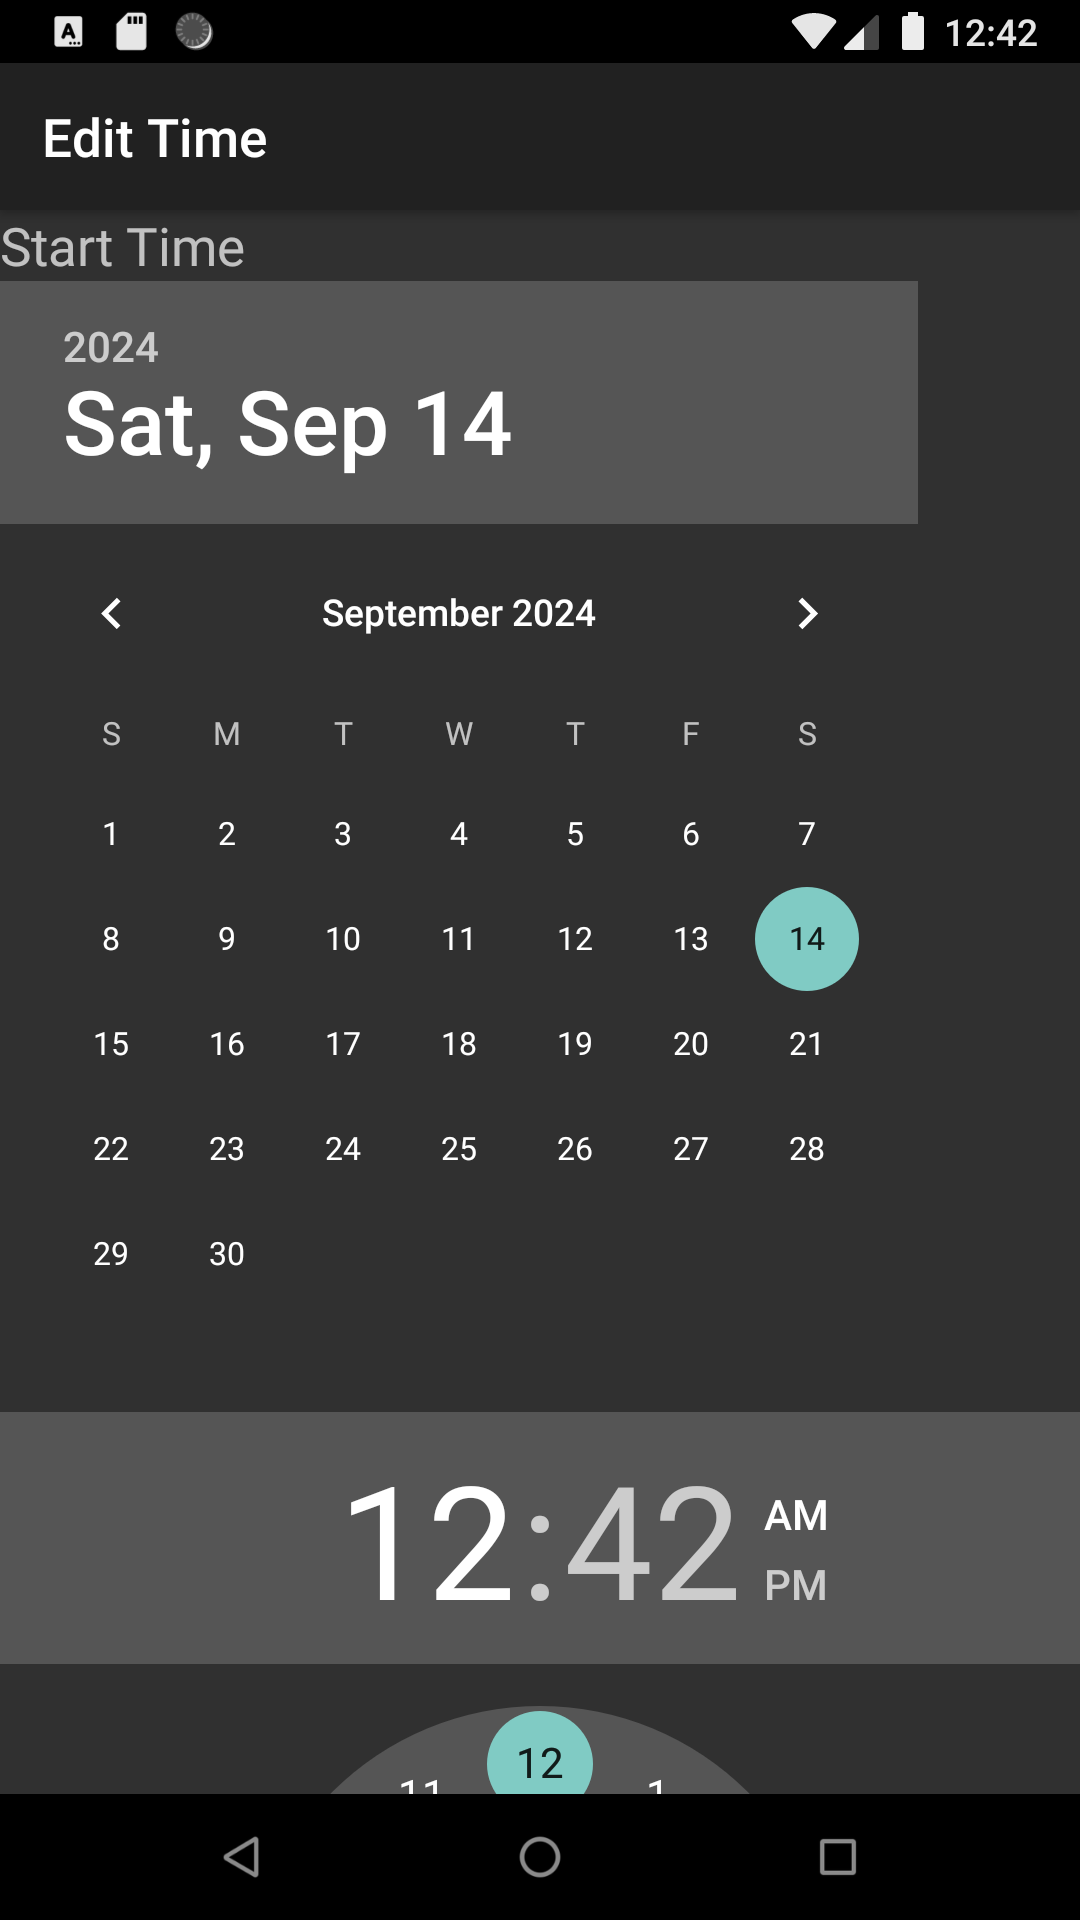 12:42
Edit Time
Start Time
2024
Sat, Sep 14
September 2024
S M T W T F S
1 2 3 4 5 6 7
8 9 10 11 12 13 14
15 16 17 18 19 20 21
22 23 24 25 26 27 28
29 30
12:42 AM
PM
11 12 1